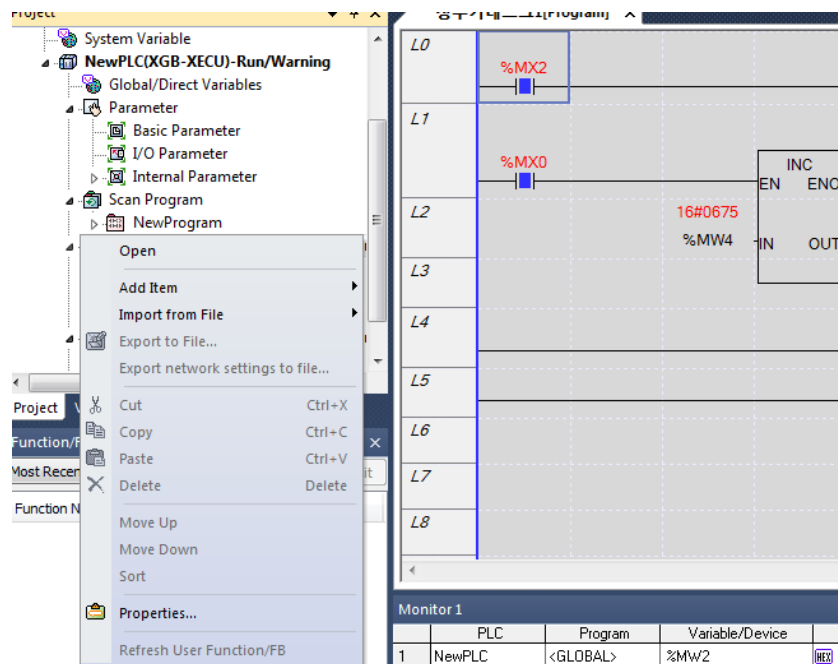 Project
System Variable
NewPLC(XGB-XECU)-Run/Warning
Global/Direct Variables
Parameter
Basic Parameter
I/O Parameter
Internal Parameter
Scan Program
NewProgram
Open
Add Item
Import from File
Export to File...
Export network settings to file...
Cut Ctrl+X
Copy Ctrl+C
Paste Ctrl+V
Delete Delete
Move Up
Move Down
Sort
Properties...
Refresh User Function/FB
Project
Function/F
Most Recen
it
Function N
[Program]
L0
%MX2
L1
%MX0
INC
EN ENO
L2
16#0675
%MW4 IN OUT
L3
L4
L5
L6
L7
L8
Monitor 1
PLC Program Variable/Device
1 NewPLC <GLOBAL> %MW2 HEX